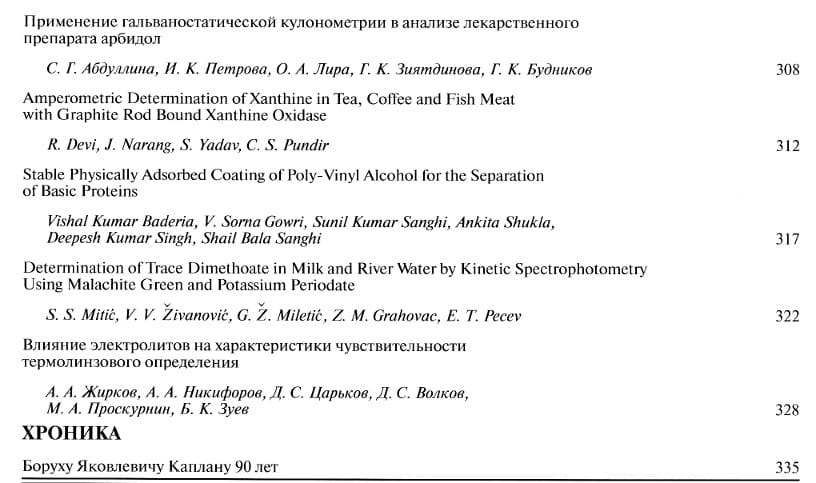 Применение гальваностатической кулонометрии в анализе лекарственного
препарата арбидол
С. Г. Абдуллина, И. К. Петрова, О. А. Лира, Г. К. Зиятдинова, Г. К. Будников 308
Amperometric Determination of Xanthine in Tea, Coffee and Fish Meat
with Graphite Rod Bound Xanthine Oxidase
R. Devi, J. Narang, S. Yadav, C. S. Pundir 312
Stable Physically Adsorbed Coating of Poly-Vinyl Alcohol for the Separation
of Basic Proteins
Vishal Kumar Baderia, V. Sorna Gowri, Sunil Kumar Sanghi, Ankita Shukla,
Deepesh Kumar Singh, Shail Bala Sanghi 317
Determination of Trace Dimethoate in Milk and River Water by Kinetic Spectrophotometry
Using Malachite Green and Potassium Periodate
S. S. Mitić, V. V. Živanović, G. Ž. Miletić, Z. M. Grahovac, E. T. Pecev 322
Влияние электролитов на характеристики чувствительности
термолинзового определения
А. А. Жирков, А. А. Никифоров, Д. С. Царьков, Д. С. Волков,
М. А. Проскурнин, Б. К. Зуев 328
ХРОНИКА
Боруху Яковлевичу Каплану 90 лет 335